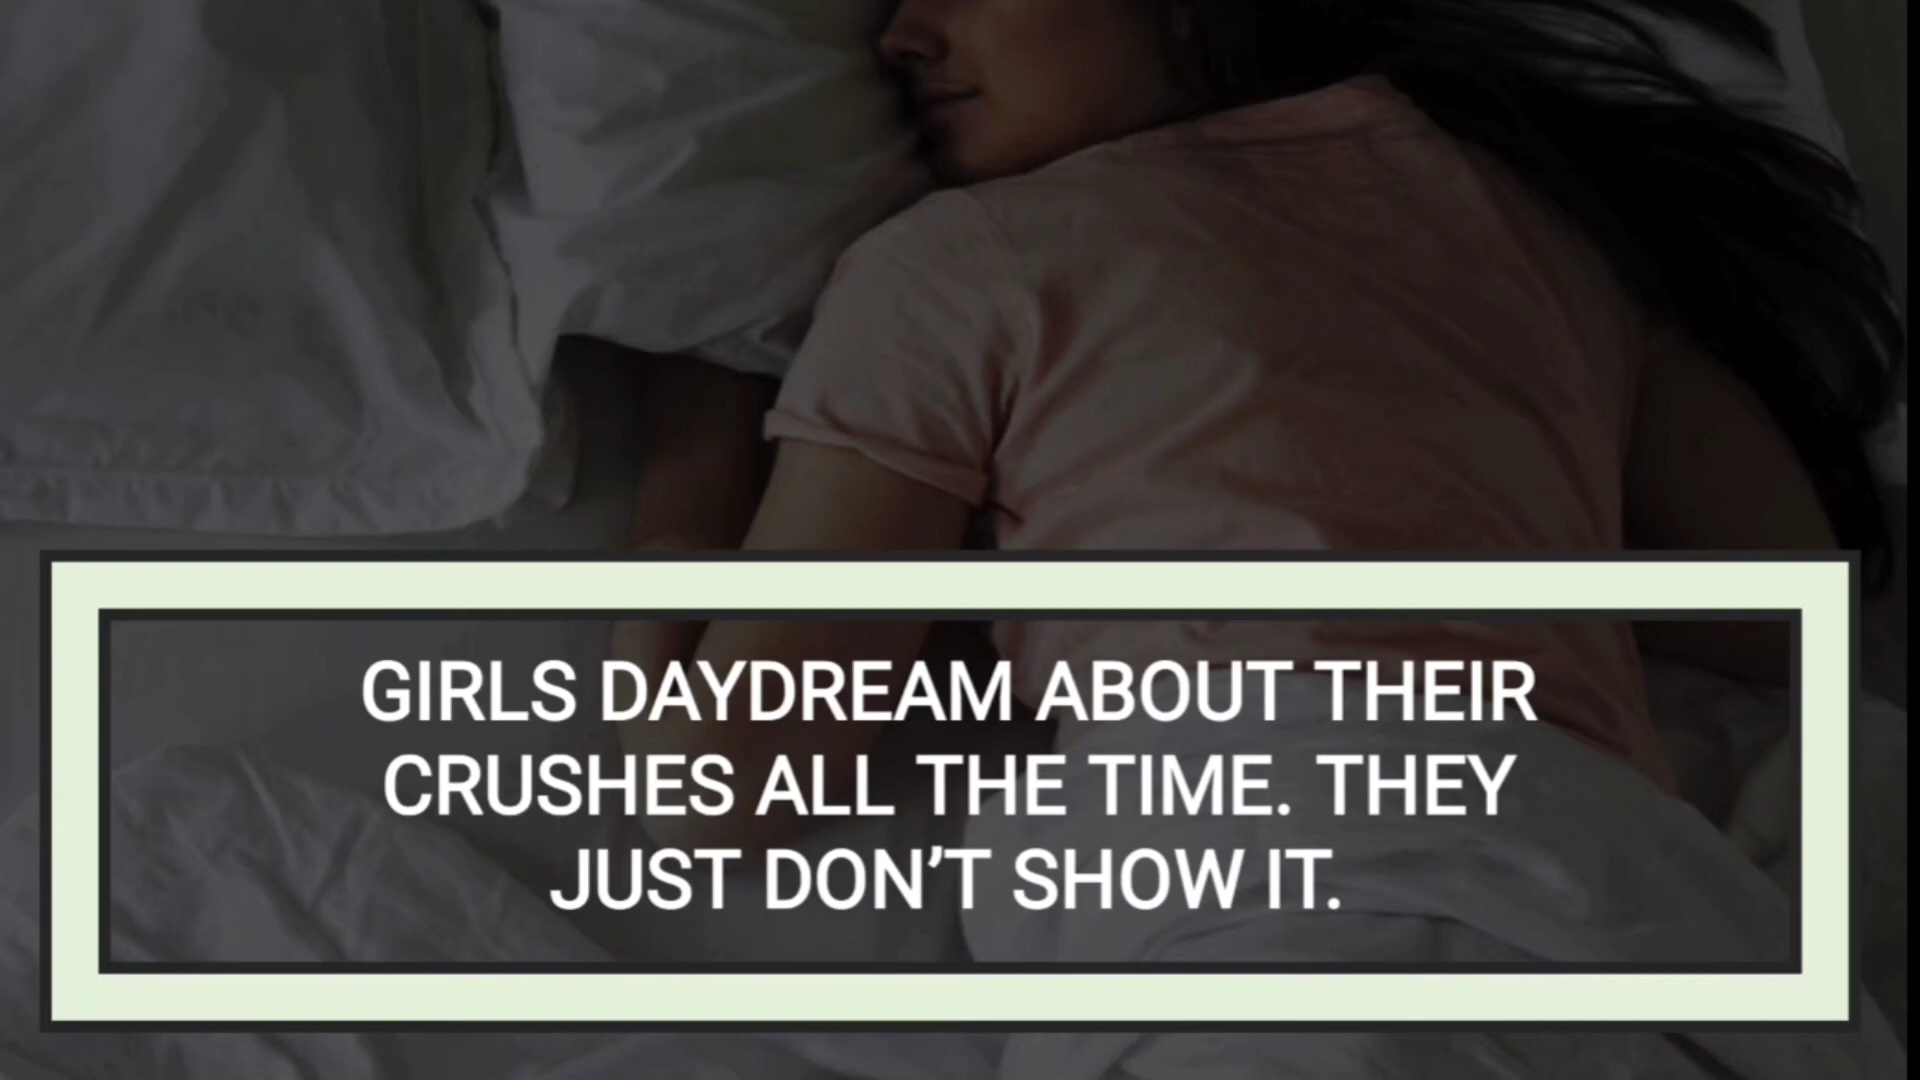 GIRLS DAYDREAM ABOUT THEIR
CRUSHES ALL THE TIME. THEY
JUST DON’T SHOW IT.